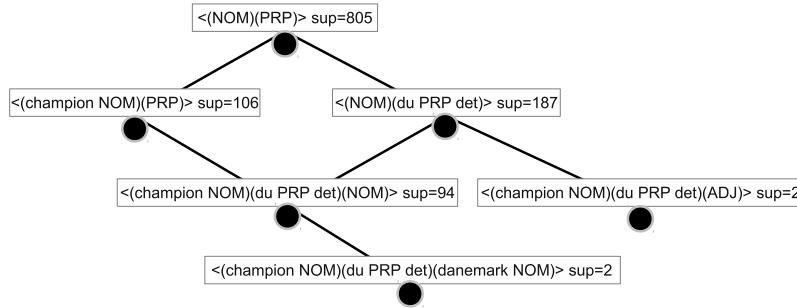 <(NOM)(PRP)> sup=805
<(champion NOM)(PRP)> sup=106
<(NOM)(du PRP det)> sup=187
<(champion NOM)(du PRP det)(NOM)> sup=94
<(champion NOM)(du PRP det)(ADJ)> sup=2
<(champion NOM)(du PRP det)(danemark NOM)> sup=2